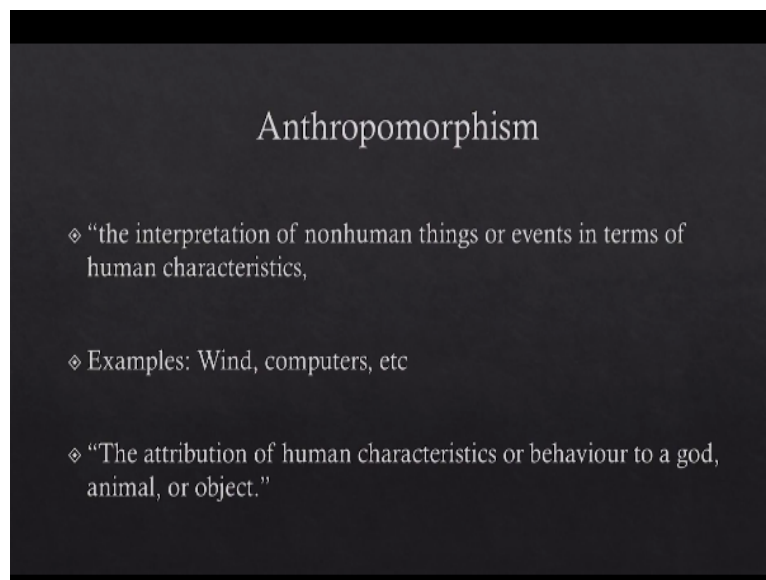 Anthropomorphism
“the interpretation of nonhuman things or events in terms of
human characteristics,
Examples: Wind, computers, etc
“The attribution of human characteristics or behaviour to a god,
animal, or object.”